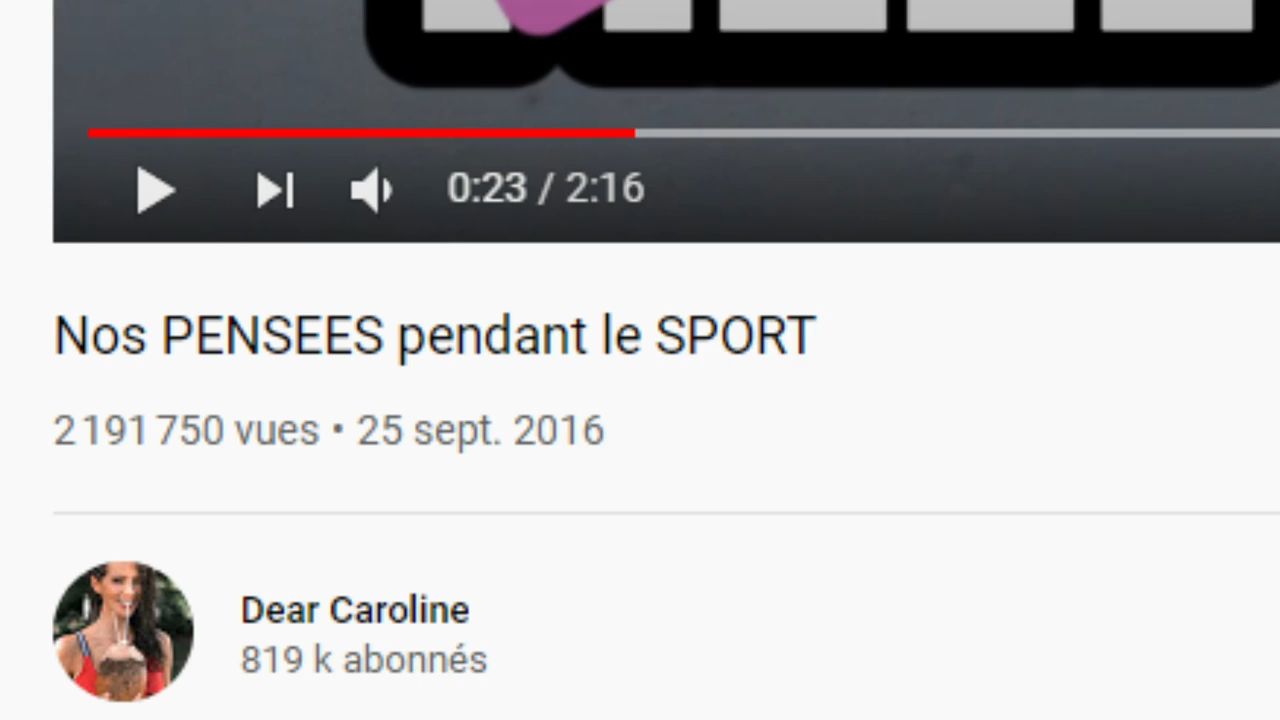 0:23 / 2:16
Nos PENSEES pendant le SPORT
2 191 750 vues • 25 sept. 2016
Dear Caroline
819 k abonnés